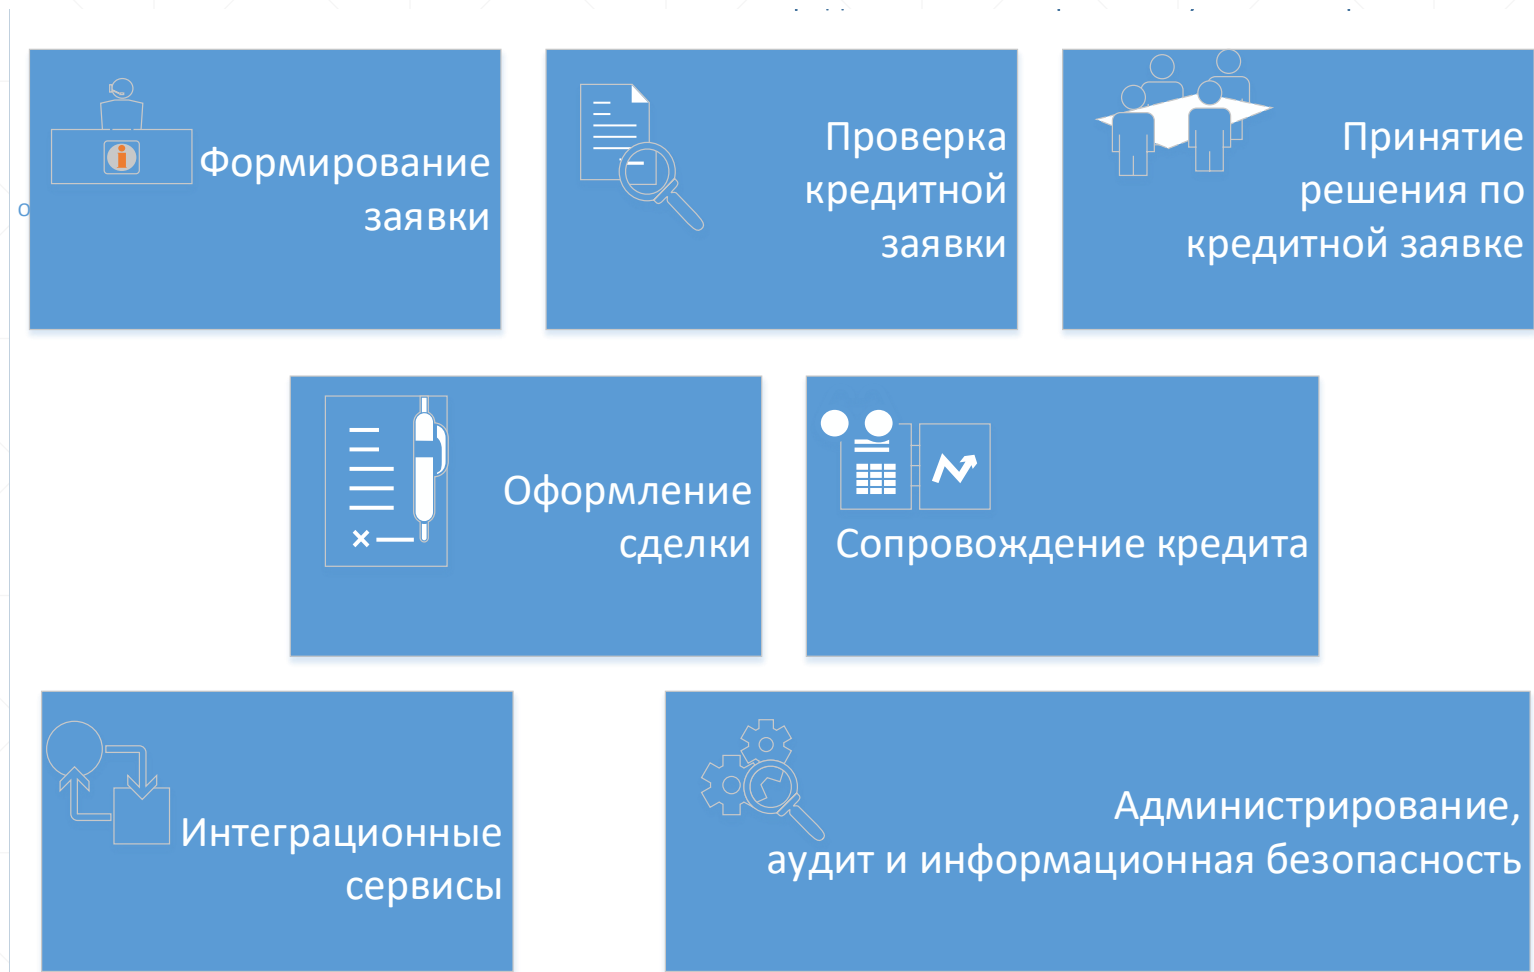 Формирование
заявки
Проверка
кредитной
заявки
Принятие
решения по
кредитной заявке
Оформление
сделки
Сопровождение кредита
Интеграционные
сервисы
Администрирование,
аудит и информационная безопасность